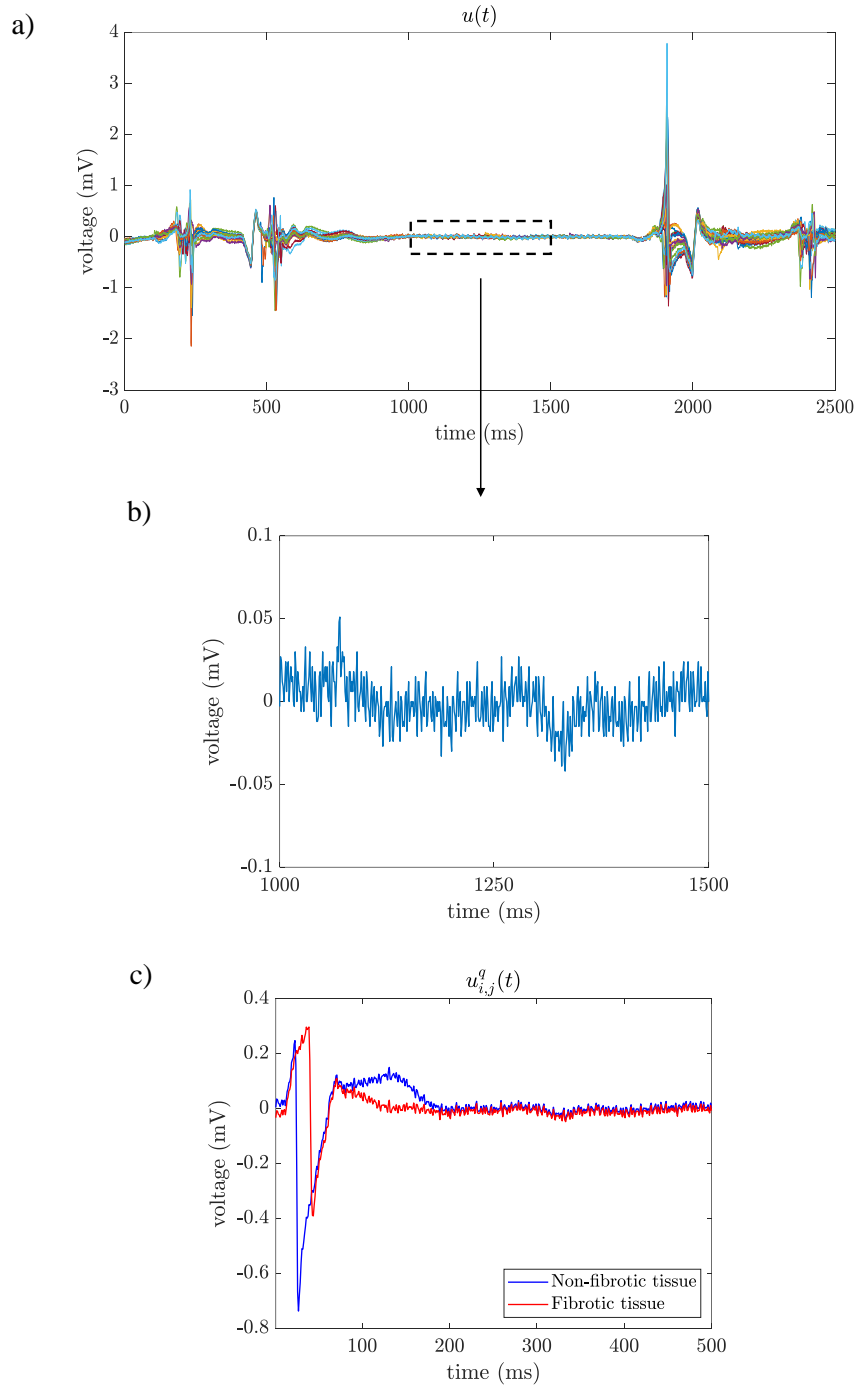 a)
u(t)
4
3
2
1
0
-1
-2
-3
voltage (mV)
0 500 1000 1500 2000 2500
time (ms)
b)
0.1
0.05
0
-0.05
-0.1
voltage (mV)
1000 1250 1500
time (ms)
c)
u^q_{i,j}(t)
0.4
0.2
0
-0.2
-0.4
-0.6
-0.8
voltage (mV)
Non-fibrotic tissue
Fibrotic tissue
100 200 300 400 500
time (ms)